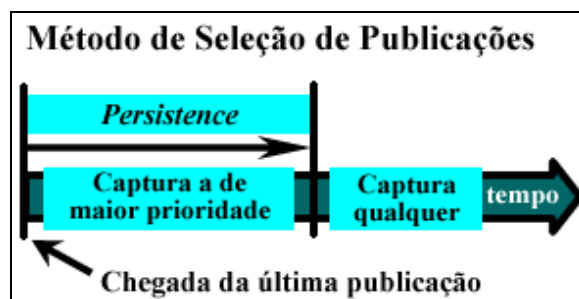 Método de Seleção de Publicações
Persistence
Captura a de
maior prioridade
Captura
qualquer
tempo
Chegada da última publicação